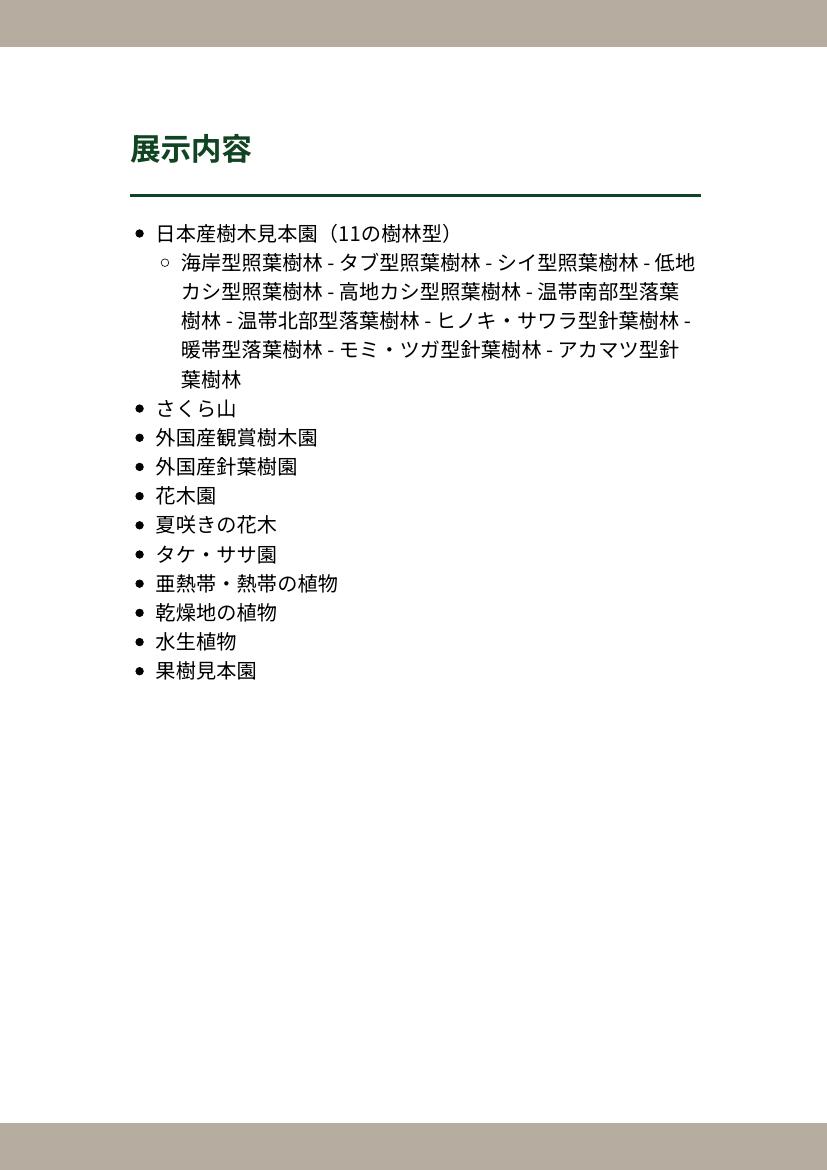 展示内容
• 日本産樹木見本園（11の樹林型）
○ 海岸型照葉樹林 - タブ型照葉樹林 - シイ型照葉樹林 - 低地
カシ型照葉樹林 - 高地カシ型照葉樹林 - 温帯南部型落葉
樹林 - 温帯北部型落葉樹林 - ヒノキ・サワラ型針葉樹林 -
暖帯型落葉樹林 - モミ・ツガ型針葉樹林 - アカマツ型針
葉樹林
• さくら山
• 外国産観賞樹木園
• 外国産針葉樹園
• 花木園
• 夏咲きの花木
• タケ・ササ園
• 亜熱帯・熱帯の植物
• 乾燥地の植物
• 水生植物
• 果樹見本園